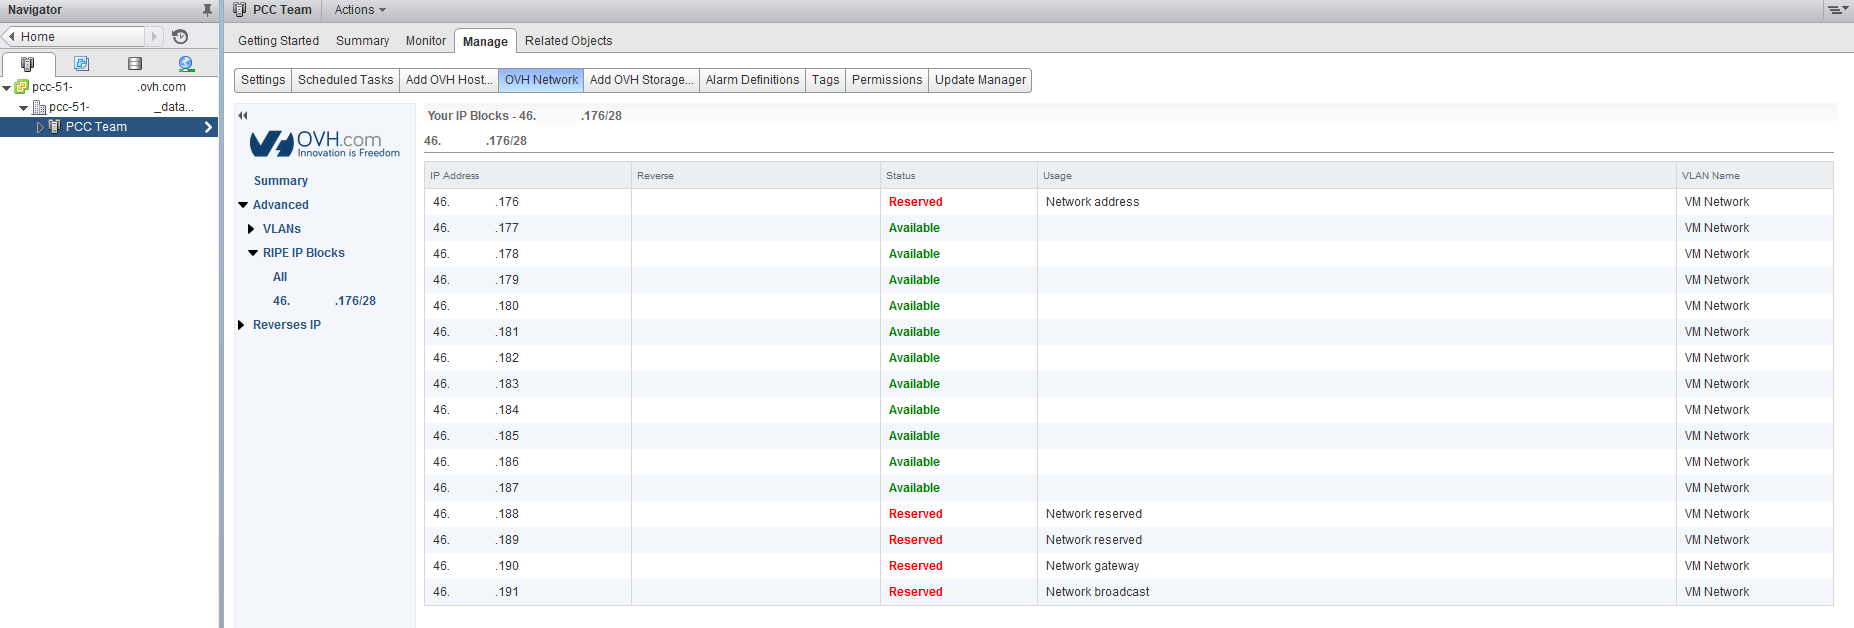 Navigator
PCC Team Actions
Home
Getting Started Summary Monitor Manage Related Objects
pcc-51- .ovh.com
pcc-51- _data...
PCC Team
Settings Scheduled Tasks Add OVH Host... OVH Network Add OVH Storage... Alarm Definitions Tags Permissions Update Manager
OVH.com
Innovation is Freedom
Summary
Advanced
VLANs
RIPE IP Blocks
All
46. .176/28
Reverses IP
Your IP Blocks - 46. .176/28
46. .176/28
IP Address Reverse Status Usage VLAN Name
46. .176 Reserved Network address VM Network
46. .177 Available VM Network
46. .178 Available VM Network
46. .179 Available VM Network
46. .180 Available VM Network
46. .181 Available VM Network
46. .182 Available VM Network
46. .183 Available VM Network
46. .184 Available VM Network
46. .185 Available VM Network
46. .186 Available VM Network
46. .187 Available VM Network
46. .188 Reserved Network reserved VM Network
46. .189 Reserved Network reserved VM Network
46. .190 Reserved Network gateway VM Network
46. .191 Reserved Network broadcast VM Network